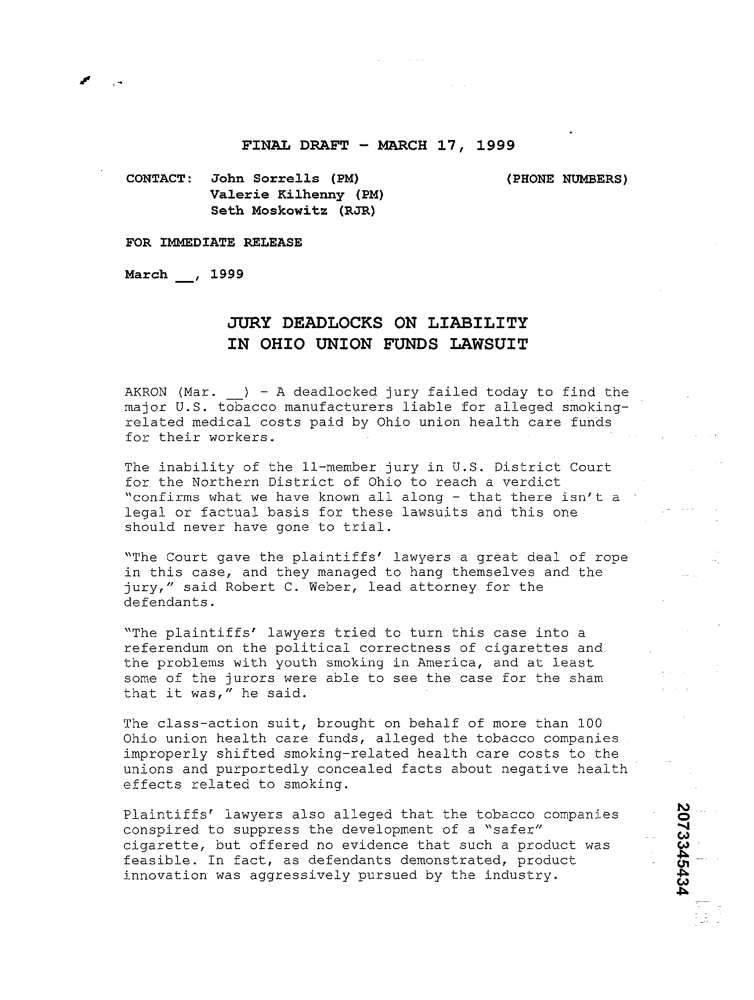 FINAL DRAFT - MARCH 17, 1999
CONTACT: John Sorrells (PM) (PHONE NUMBERS)
Valerie Kilhenny (PM)
Seth Moskowitz (RJR)
FOR IMMEDIATE RELEASE
March __, 1999
JURY DEADLOCKS ON LIABILITY
IN OHIO UNION FUNDS LAWSUIT
AKRON (Mar. __) - A deadlocked jury failed today to find the
major U.S. tobacco manufacturers liable for alleged smoking-
related medical costs paid by Ohio union health care funds
for their workers.
The inability of the 11-member jury in U.S. District Court
for the Northern District of Ohio to reach a verdict
"confirms what we have known all along - that there isn't a
legal or factual basis for these lawsuits and this one
should never have gone to trial.
"The Court gave the plaintiffs' lawyers a great deal of rope
in this case, and they managed to hang themselves and the
jury," said Robert C. Weber, lead attorney for the
defendants.
"The plaintiffs' lawyers tried to turn this case into a
referendum on the political correctness of cigarettes and
the problems with youth smoking in America, and at least
some of the jurors were able to see the case for the sham
that it was," he said.
The class-action suit, brought on behalf of more than 100
Ohio union health care funds, alleged the tobacco companies
improperly shifted smoking-related health care costs to the
unions and purportedly concealed facts about negative health
effects related to smoking.
Plaintiffs' lawyers also alleged that the tobacco companies
conspired to suppress the development of a "safer"
cigarette, but offered no evidence that such a product was
feasible. In fact, as defendants demonstrated, product
innovation was aggressively pursued by the industry.
2073345434